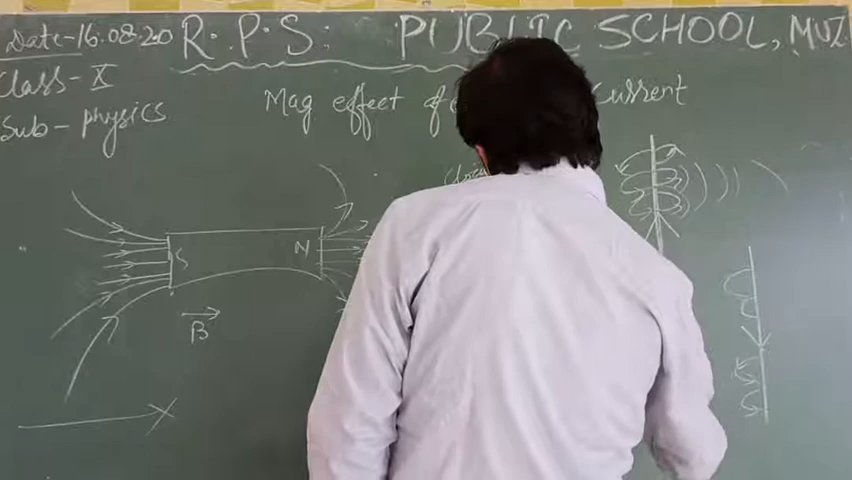 Date-16.08.20 R.P.S. PUBLIC SCHOOL, MUZ
Class-X
Sub-physics
Mag effect of current
S
N
B